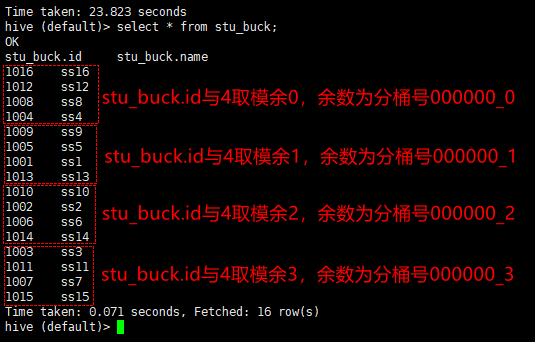 Time taken: 23.823 seconds
hive (default)> select * from stu_buck;
OK
stu_buck.id     stu_buck.name
1016    ss16
1012    ss12
stu_buck.id与4取模余0，余数为分桶号000000_0
1008    ss8
1004    ss4
1009    ss9
1005    ss5
stu_buck.id与4取模余1，余数为分桶号000000_1
1001    ss1
1013    ss13
1010    ss10
1002    ss2
stu_buck.id与4取模余2，余数为分桶号000000_2
1006    ss6
1014    ss14
1003    ss3
1011    ss11
stu_buck.id与4取模余3，余数为分桶号000000_3
1007    ss7
1015    ss15
Time taken: 0.071 seconds, Fetched: 16 row(s)
hive (default)>